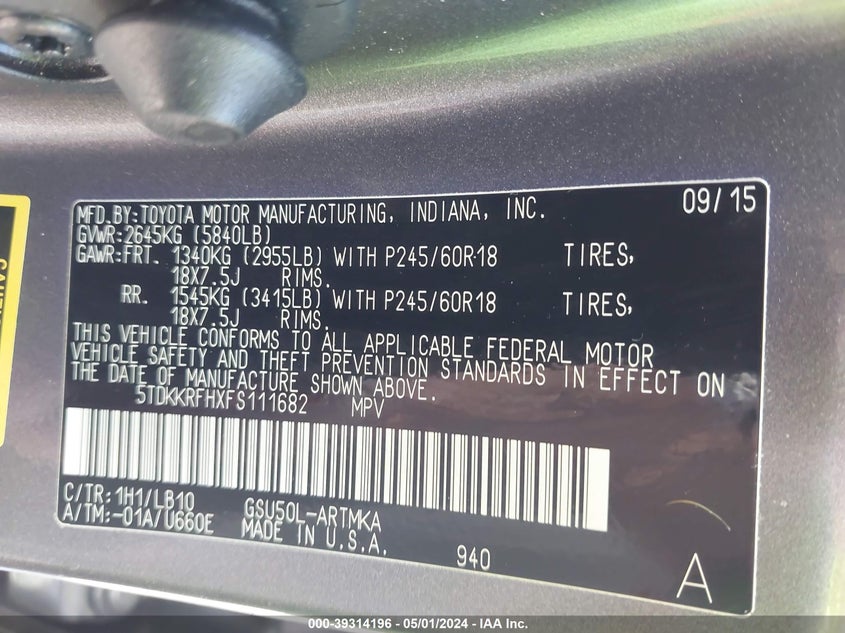 MFD.BY:TOYOTA MOTOR MANUFACTURING, INDIANA, INC. 09/15
GVWR:2645KG (5840LB)
GAWR:FRT. 1340KG (2955LB) WITH P245/60R18 TIRES,
18X7.5J RIMS.
RR. 1545KG (3415LB) WITH P245/60R18 TIRES,
18X7.5J RIMS.
THIS VEHICLE CONFORMS TO ALL APPLICABLE FEDERAL MOTOR
VEHICLE SAFETY AND THEFT PREVENTION STANDARDS IN EFFECT ON
THE DATE OF MANUFACTURE SHOWN ABOVE.
5TDKKRFHXFS111682 MPV
C/TR:1H1/LB10 GSU50L-ARTMKA
A/TM:-01A/U660E MADE IN U.S.A.
940
A
000-39314196 - 05/01/2024 - IAA Inc.